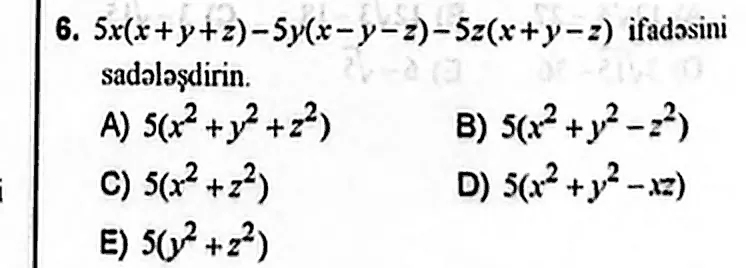 6. 5x(x+y+z)−5y(x−y−z)−5z(x+y−z) ifadəsini
sadələşdirin.
A) 5(x²+y²+z²) B) 5(x²+y²−z²)
C) 5(x²+z²) D) 5(x²+y²−xz)
E) 5(y²+z²)